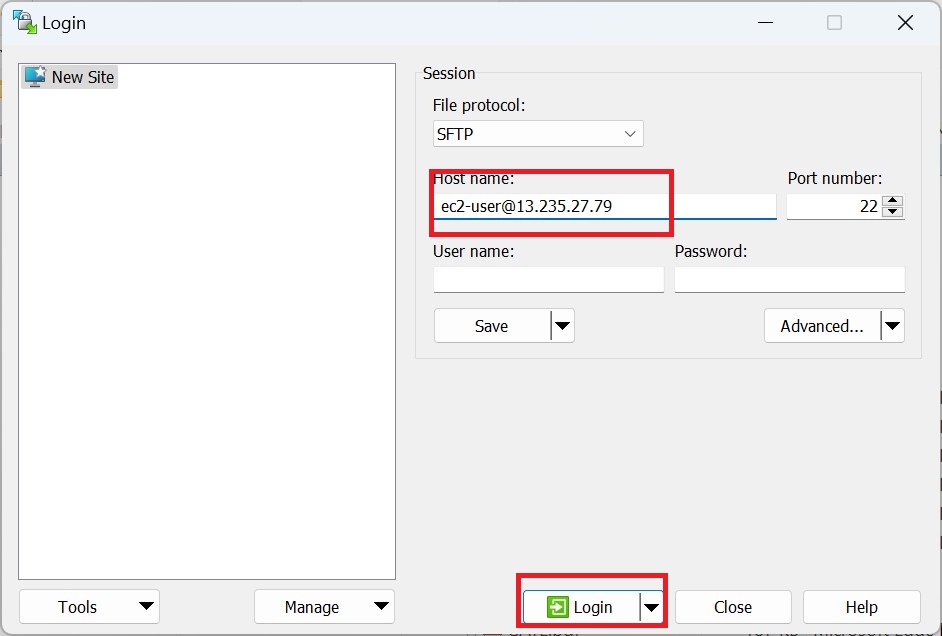 Login
New Site
Session
File protocol:
SFTP
Host name:
Port number:
ec2-user@13.235.27.79
22
User name:
Password:
Save
Advanced...
Tools
Manage
Login
Close
Help